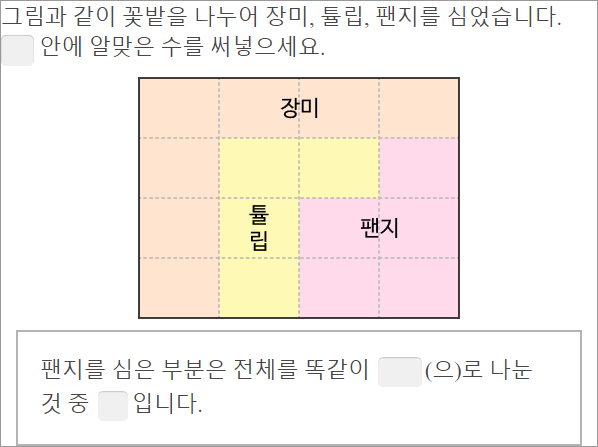 그림과 같이 꽃밭을 나누어 장미, 튤립, 팬지를 심었습니다.
안에 알맞은 수를 써넣으세요.
장미
튤
립
팬지
팬지를 심은 부분은 전체를 똑같이 (으)로 나눈
것 중 입니다.